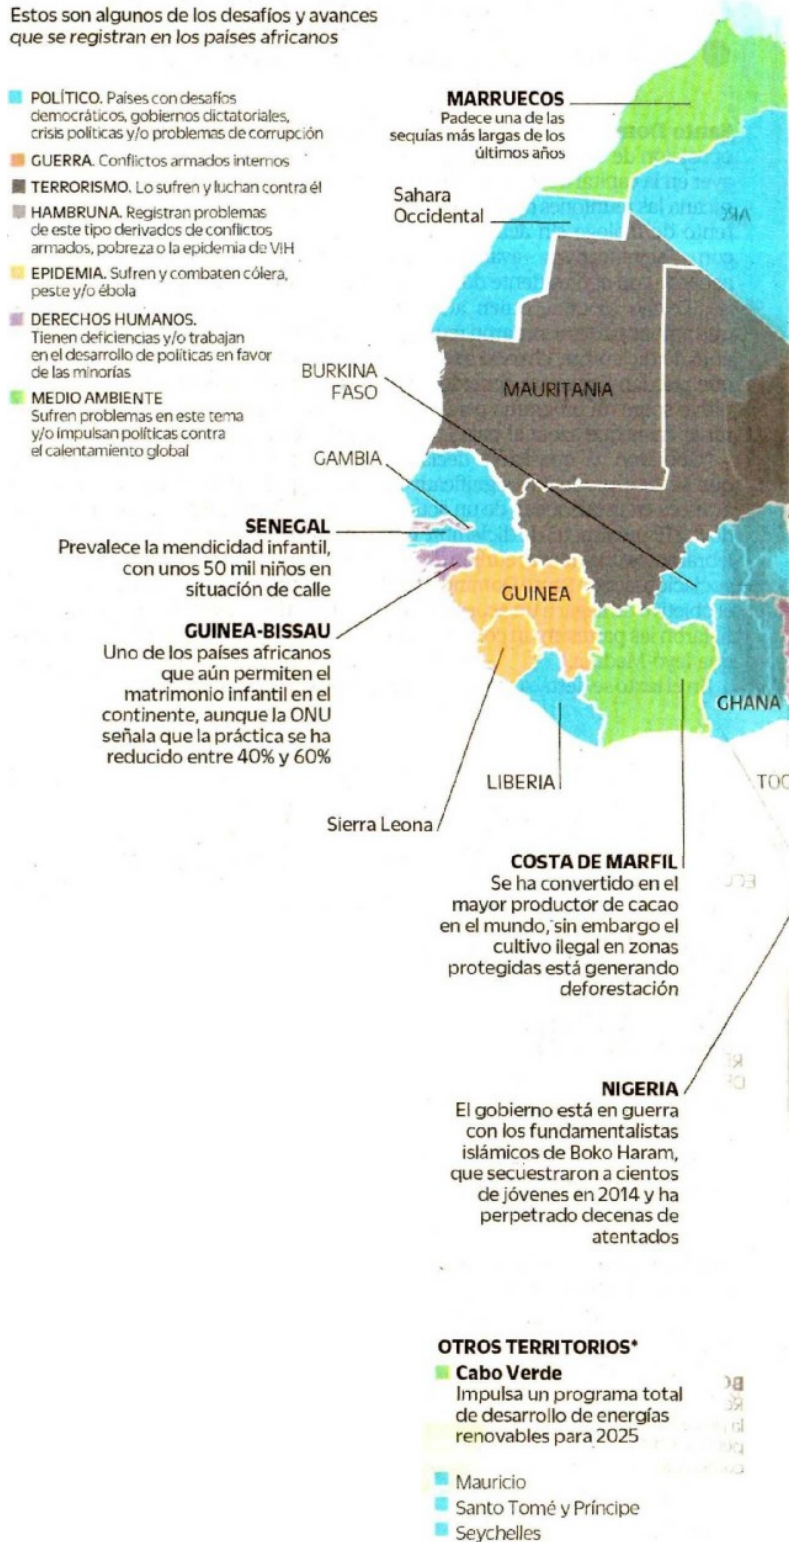 Estos son algunos de los desafíos y avances
que se registran en los países africanos
POLÍTICO. Países con desafíos
democráticos, gobiernos dictatoriales,
crisis políticas y/o problemas de corrupción
GUERRA. Conflictos armados internos
TERRORISMO. Lo sufren y luchan contra él
HAMBRUNA. Registran problemas
de este tipo derivados de conflictos
armados, pobreza o la epidemia de VIH
EPIDEMIA. Sufren y combaten cólera,
peste y/o ébola
DERECHOS HUMANOS.
Tienen deficiencias y/o trabajan
en el desarrollo de políticas en favor
de las minorías
MEDIO AMBIENTE
Sufren problemas en este tema
y/o impulsan políticas contra
el calentamiento global
MARRUECOS
Padece una de las
sequías más largas de los
últimos años
Sahara
Occidental
MAURITANIA
BURKINA
FASO
GAMBIA
SENEGAL
Prevalece la mendicidad infantil,
con unos 50 mil niños en
situación de calle
GUINEA
GUINEA-BISSAU
Uno de los países africanos
que aún permiten el
matrimonio infantil en el
continente, aunque la ONU
señala que la práctica se ha
reducido entre 40% y 60%
GHANA
LIBERIA
TOG
Sierra Leona
COSTA DE MARFIL
Se ha convertido en el
mayor productor de cacao
en el mundo, sin embargo el
cultivo ilegal en zonas
protegidas está generando
deforestación
NIGERIA
El gobierno está en guerra
con los fundamentalistas
islámicos de Boko Haram,
que secuestraron a cientos
de jóvenes en 2014 y ha
perpetrado decenas de
atentados
OTROS TERRITORIOS*
Cabo Verde
Impulsa un programa total
de desarrollo de energías
renovables para 2025
Mauricio
Santo Tomé y Príncipe
Seychelles